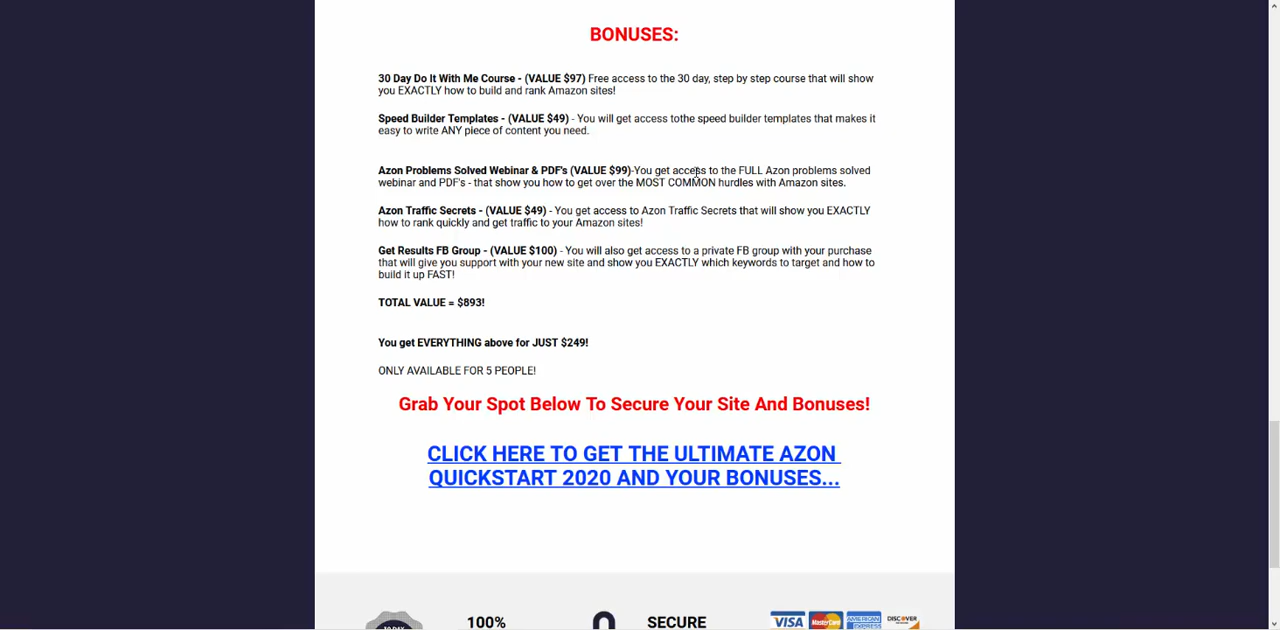 BONUSES:
30 Day Do It With Me Course - (VALUE $97) Free access to the 30 day, step by step course that will show
you EXACTLY how to build and rank Amazon sites!
Speed Builder Templates - (VALUE $49) - You will get access tothe speed builder templates that makes it
easy to write ANY piece of content you need.
Azon Problems Solved Webinar & PDF's (VALUE $99)-You get access to the FULL Azon problems solved
webinar and PDF's - that show you how to get over the MOST COMMON hurdles with Amazon sites.
Azon Traffic Secrets - (VALUE $49) - You get access to Azon Traffic Secrets that will show you EXACTLY
how to rank quickly and get traffic to your Amazon sites!
Get Results FB Group - (VALUE $100) - You will also get access to a private FB group with your purchase
that will give you support with your new site and show you EXACTLY which keywords to target and how to
build it up FAST!
TOTAL VALUE = $893!
You get EVERYTHING above for JUST $249!
ONLY AVAILABLE FOR 5 PEOPLE!
Grab Your Spot Below To Secure Your Site And Bonuses!
CLICK HERE TO GET THE ULTIMATE AZON
QUICKSTART 2020 AND YOUR BONUSES...
100%
SECURE
VISA
MasterCard
AMERICAN
EXPRESS
DISCOVER